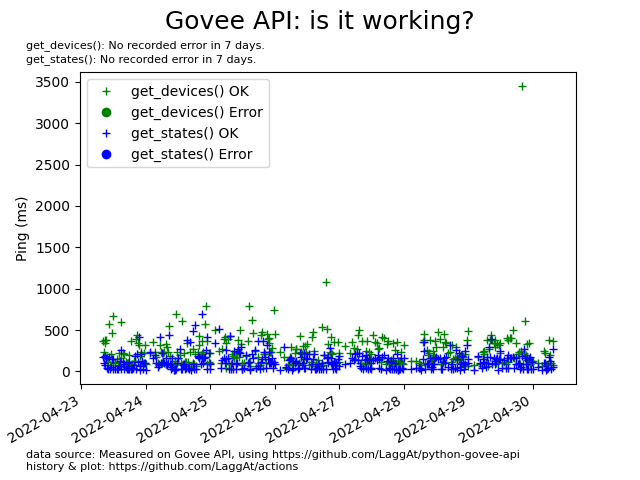 Govee API: is it working?
get_devices(): No recorded error in 7 days.
get_states(): No recorded error in 7 days.
get_devices() OK
get_devices() Error
get_states() OK
get_states() Error
Ping (ms)
3500
3000
2500
2000
1500
1000
500
0
2022-04-23
2022-04-24
2022-04-25
2022-04-26
2022-04-27
2022-04-28
2022-04-29
2022-04-30
data source: Measured on Govee API, using https://github.com/LaggAt/python-govee-api
history & plot: https://github.com/LaggAt/actions